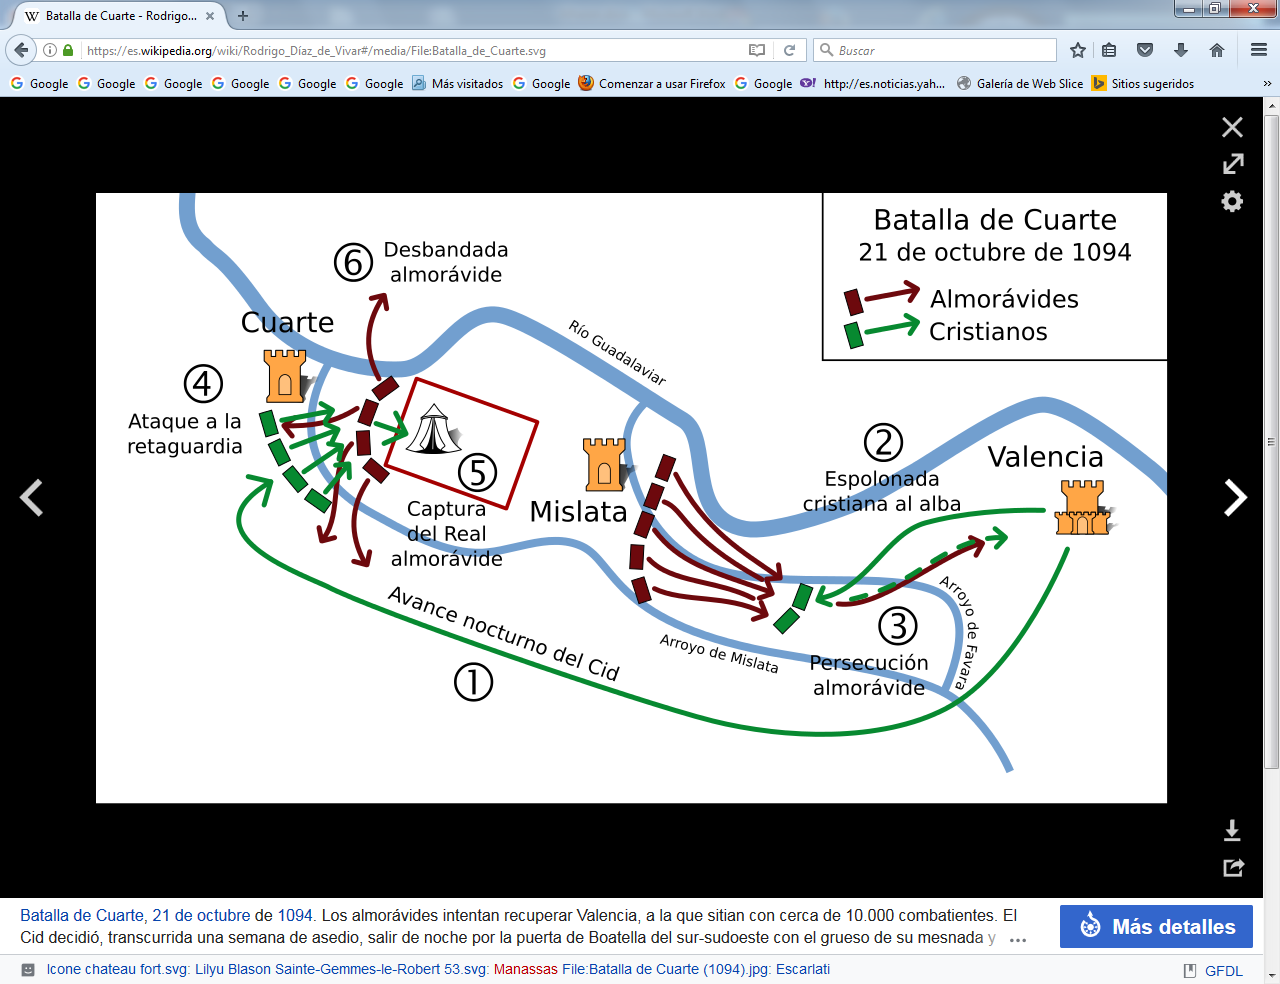 Batalla de Cuarte - Rodrigo...
https://es.wikipedia.org/wiki/Rodrigo_Díaz_de_Vivar#/media/File:Batalla_de_Cuarte.svg
Buscar
Google Google Google Google Google Google Más visitados Google Comenzar a usar Firefox Google http://es.noticias.yah... Galería de Web Slice Sitios sugeridos »
Batalla de Cuarte
21 de octubre de 1094
Almorávides
Cristianos
6 Desbandada
almorávide
Cuarte
Río Guadalaviar
4
Ataque a la
retaguardia
5
Captura
del Real
almorávide
Mislata
2
Espolonada
cristiana al alba
Valencia
Avance nocturno del Cid
1
Arroyo de Mislata
3
Persecución
almorávide
Arroyo de Favara
Batalla de Cuarte, 21 de octubre de 1094. Los almorávides intentan recuperar Valencia, a la que sitian con cerca de 10.000 combatientes. El
Cid decidió, transcurrida una semana de asedio, salir de noche por la puerta de Boatella del sur-sudoeste con el grueso de su mesnada y ...
Más detalles
Icone chateau fort.svg: Lilyu Blason Sainte-Gemmes-le-Robert 53.svg: Manassas File:Batalla de Cuarte (1094).jpg: Escarlati
GFDL